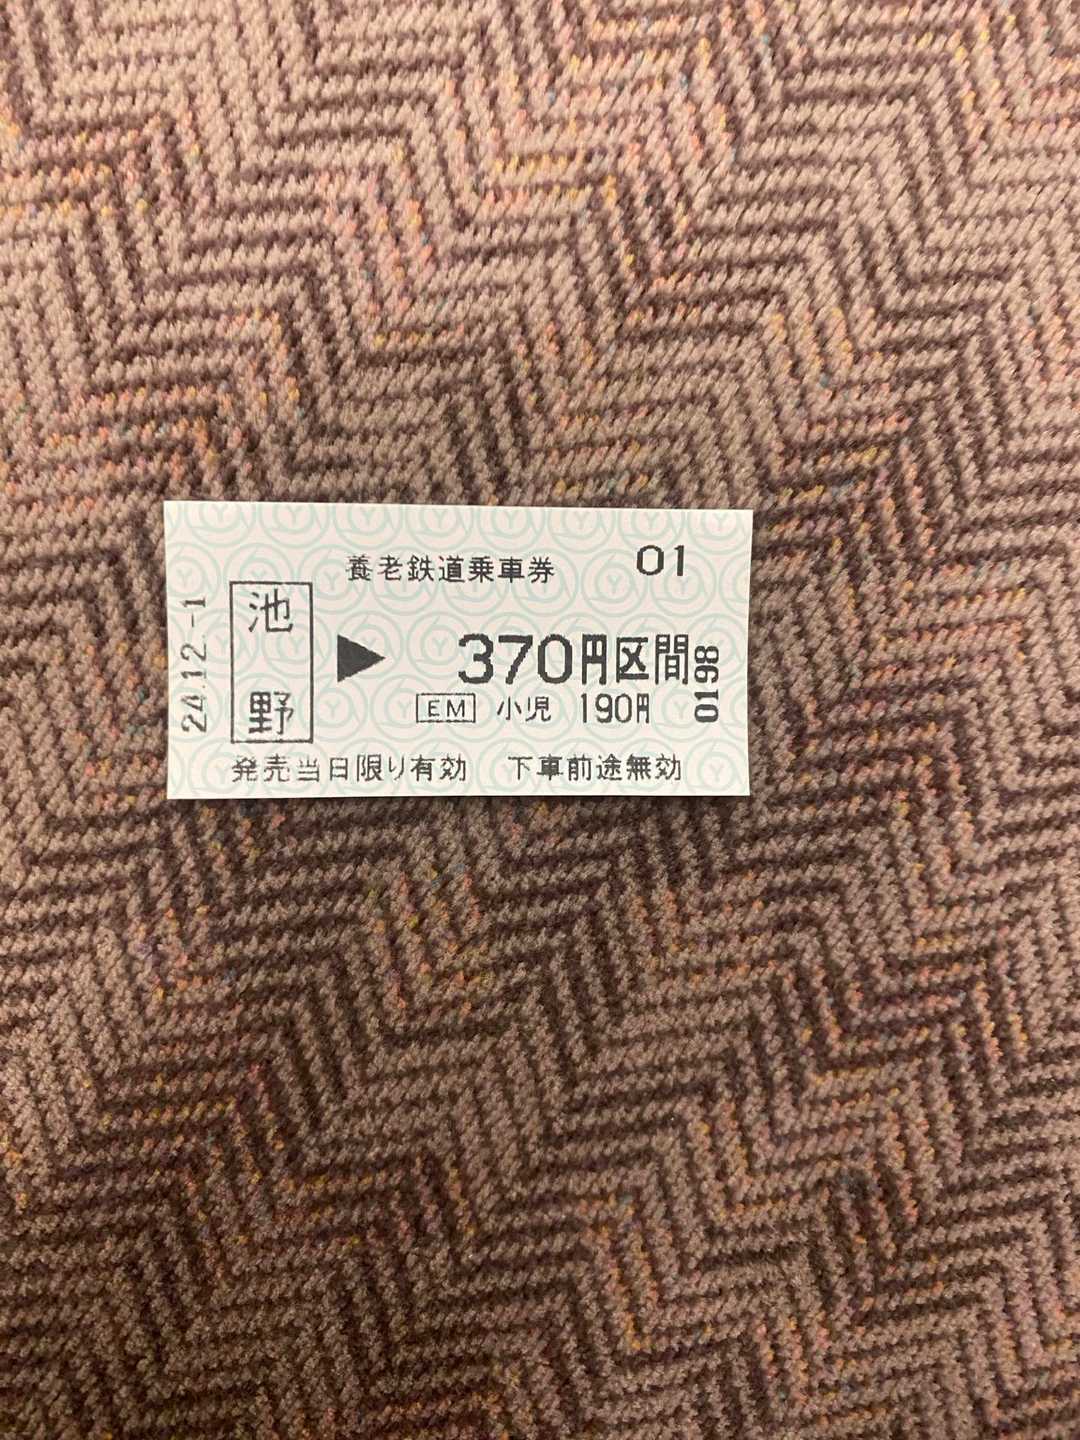 養老鉄道乗車券 01
24.12.-1
池野
▶ 370円区間
EM 小児 190円
0198
発売当日限り有効 下車前途無効